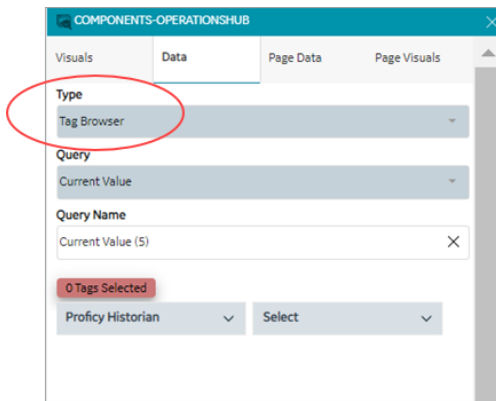 COMPONENTS-OPERATIONSHUB
Visuals Data Page Data Page Visuals
Type
Tag Browser
Query
Current Value
Query Name
Current Value (5)
0 Tags Selected
Proficy Historian Select